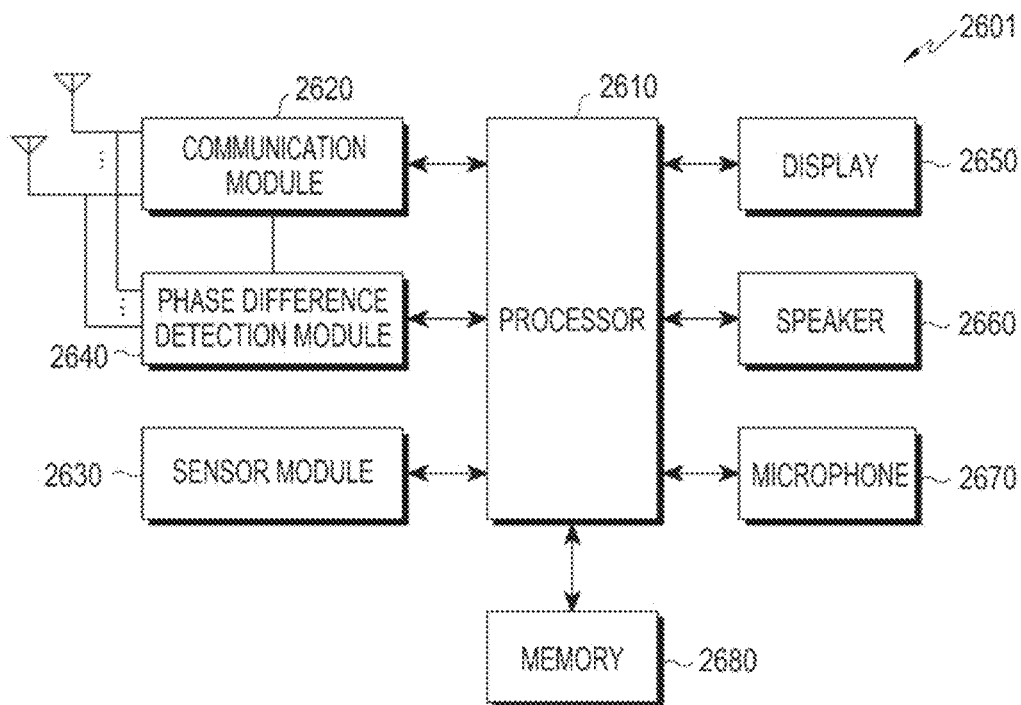 2601
2620
2610
COMMUNICATION
MODULE
DISPLAY
2650
PHASE DIFFERENCE
DETECTION MODULE
2640
PROCESSOR
SPEAKER
2660
2630
SENSOR MODULE
MICROPHONE
2670
MEMORY
2680